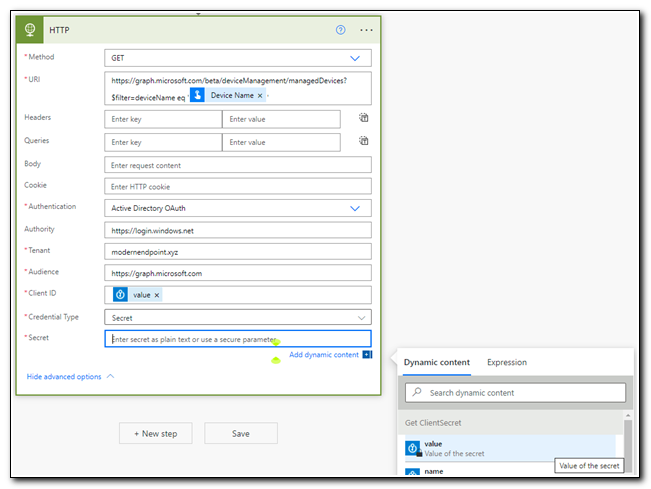 HTTP
* Method
GET
* URI
https://graph.microsoft.com/beta/deviceManagement/managedDevices?
$filter=deviceName eq ' Device Name × '
Headers
Enter key
Enter value
Queries
Enter key
Enter value
Body
Enter request content
Cookie
Enter HTTP cookie
* Authentication
Active Directory OAuth
Authority
https://login.windows.net
* Tenant
modernendpoint.xyz
* Audience
https://graph.microsoft.com
* Client ID
value ×
* Credential Type
Secret
* Secret
Enter secret as plain text or use a secure parameter
Add dynamic content
Hide advanced options
+ New step
Save
Dynamic content
Expression
Search dynamic content
Get ClientSecret
value
Value of the secret
Value of the secret
name